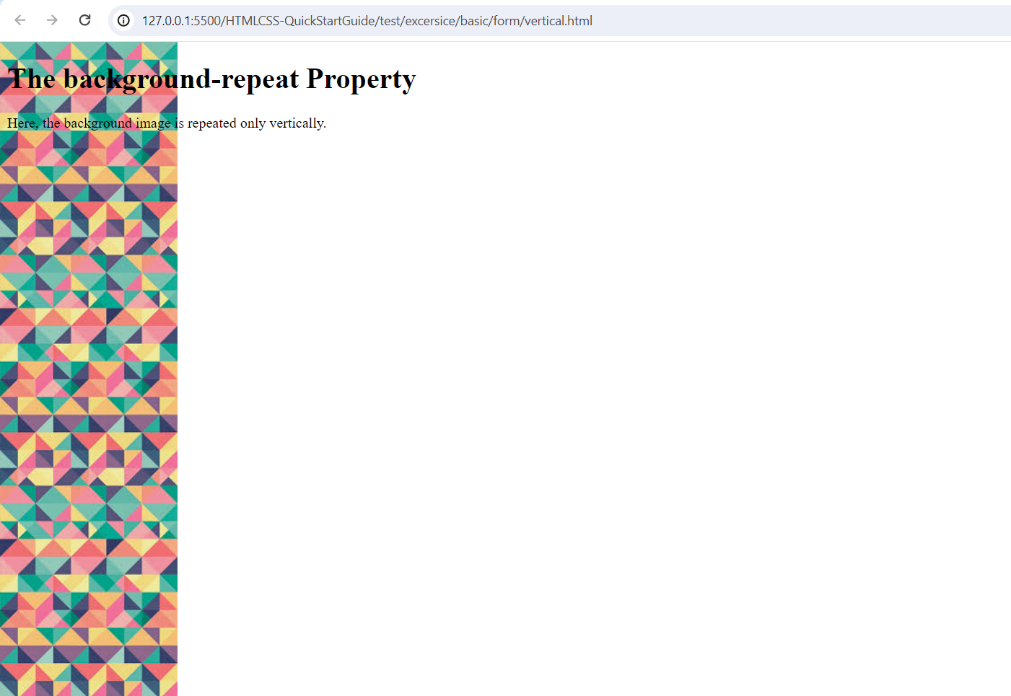 127.0.0.1:5500/HTMLCSS-QuickStartGuide/test/excersice/basic/form/vertical.html
The background-repeat Property
Here, the background image is repeated only vertically.